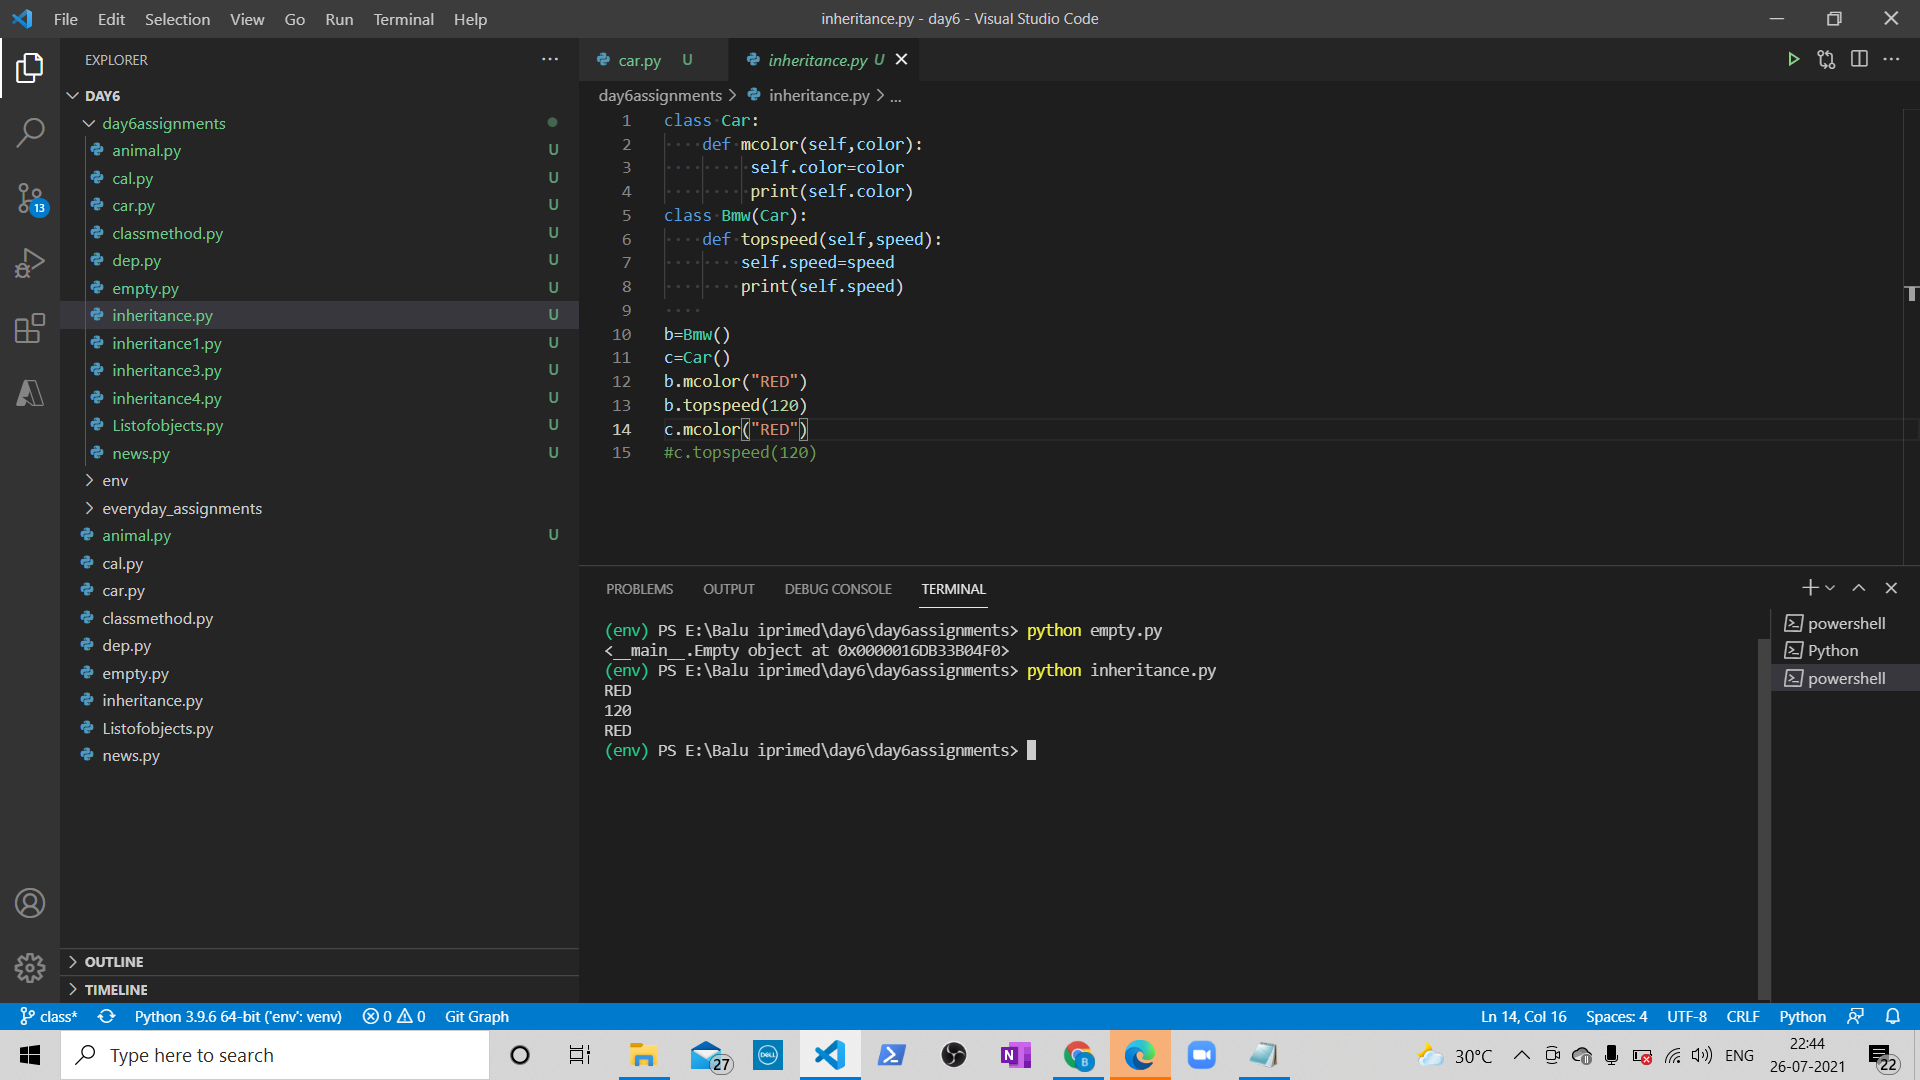 File Edit Selection View Go Run Terminal Help
inheritance.py - day6 - Visual Studio Code
EXPLORER
DAY6
day6assignments
animal.py U
cal.py U
car.py U
classmethod.py U
dep.py U
empty.py U
inheritance.py U
inheritance1.py U
inheritance3.py U
inheritance4.py U
Listofobjects.py U
news.py U
env
everyday_assignments
animal.py U
cal.py
car.py
classmethod.py
dep.py
empty.py
inheritance.py
Listofobjects.py
news.py
OUTLINE
TIMELINE
13
car.py U
inheritance.py U
day6assignments > inheritance.py > ...
1 class Car:
2     def mcolor(self,color):
3          self.color=color
4          print(self.color)
5 class Bmw(Car):
6     def topspeed(self,speed):
7         self.speed=speed
8         print(self.speed)
9
10 b=Bmw()
11 c=Car()
12 b.mcolor("RED")
13 b.topspeed(120)
14 c.mcolor("RED")
15 #c.topspeed(120)
PROBLEMS OUTPUT DEBUG CONSOLE TERMINAL
(env) PS E:\Balu iprimed\day6\day6assignments> python empty.py
<__main__.Empty object at 0x0000016DB33B04F0>
(env) PS E:\Balu iprimed\day6\day6assignments> python inheritance.py
RED
120
RED
(env) PS E:\Balu iprimed\day6\day6assignments>
powershell
Python
powershell
class* Python 3.9.6 64-bit ('env': venv) 0 0 Git Graph
Ln 14, Col 16 Spaces: 4 UTF-8 CRLF Python
Type here to search
27
DELL
N
B
30°C
ENG
22:44
26-07-2021
22